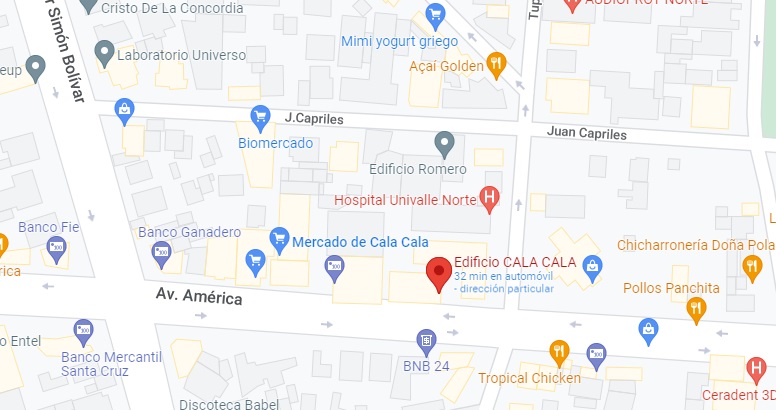 Cristo De La Concordia
AUDIOPROT NORTE
Tup
r Simón Bolívar
Mimi yogurt griego
Laboratorio Universo
Açaí Golden
eup
J.Capriles
Juan Capriles
Biomercado
Edificio Romero
Hospital Univalle Norte
Banco Fie
Banco Ganadero
Mercado de Cala Cala
Edificio CALA CALA
32 min en automóvil
- dirección particular
Chicharronería Doña Pola
rica
Pollos Panchita
Av. América
o Entel
Banco Mercantil
Santa Cruz
BNB 24
Tropical Chicken
Ceradent 3D
Discoteca Babel